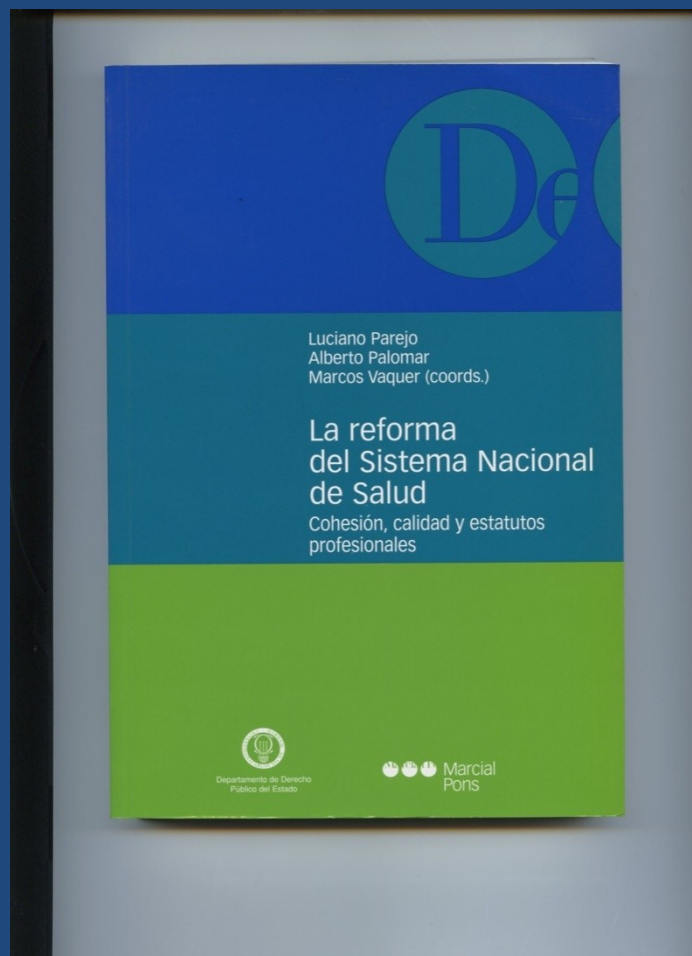 De
Luciano Parejo
Alberto Palomar
Marcos Vaquer (coords.)
La reforma
del Sistema Nacional
de Salud
Cohesión, calidad y estatutos
profesionales
Departamento de Derecho
Público del Estado
Marcial
Pons